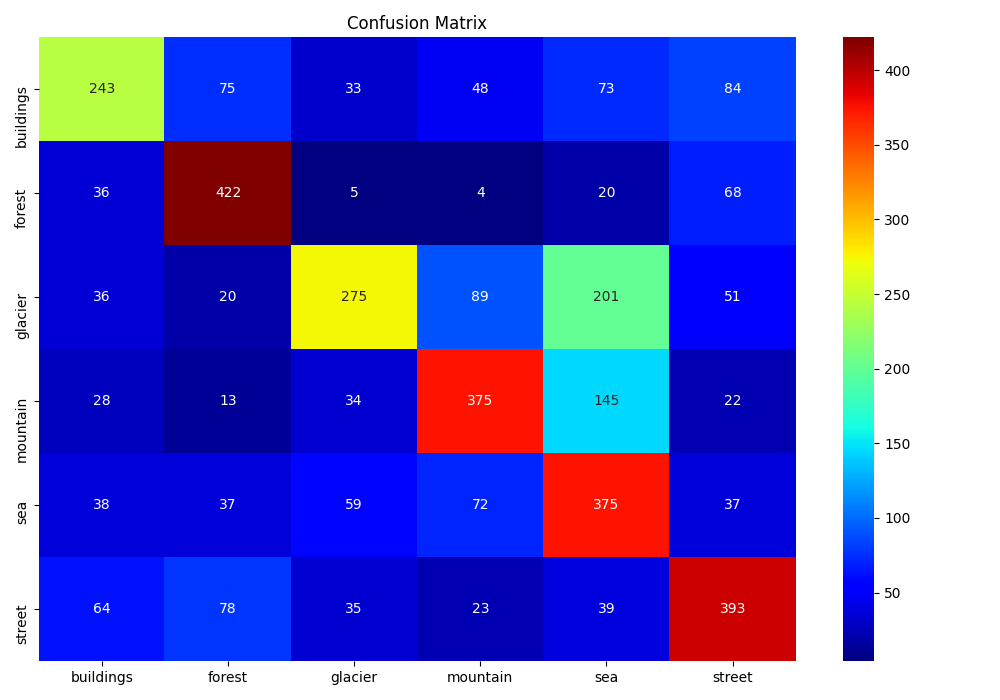 Confusion Matrix
buildings 243 75 33 48 73 84
forest 36 422 5 4 20 68
glacier 36 20 275 89 201 51
mountain 28 13 34 375 145 22
sea 38 37 59 72 375 37
street 64 78 35 23 39 393
buildings forest glacier mountain sea street
400
350
300
250
200
150
100
50